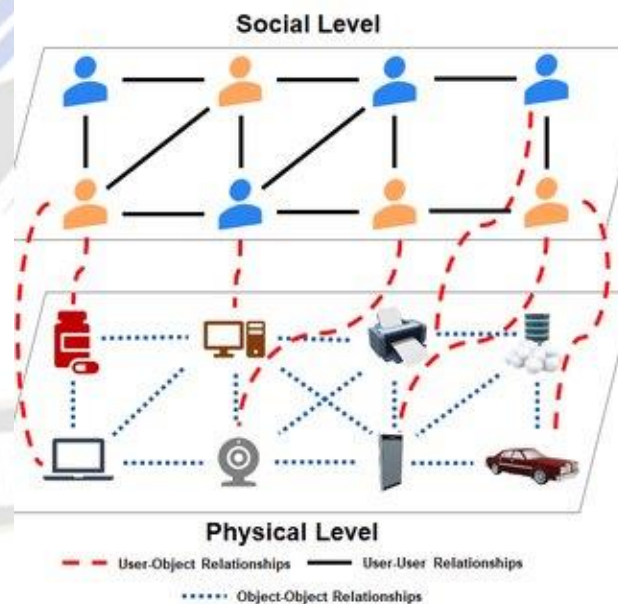 Social Level
Physical Level
User-Object Relationships
User-User Relationships
Object-Object Relationships